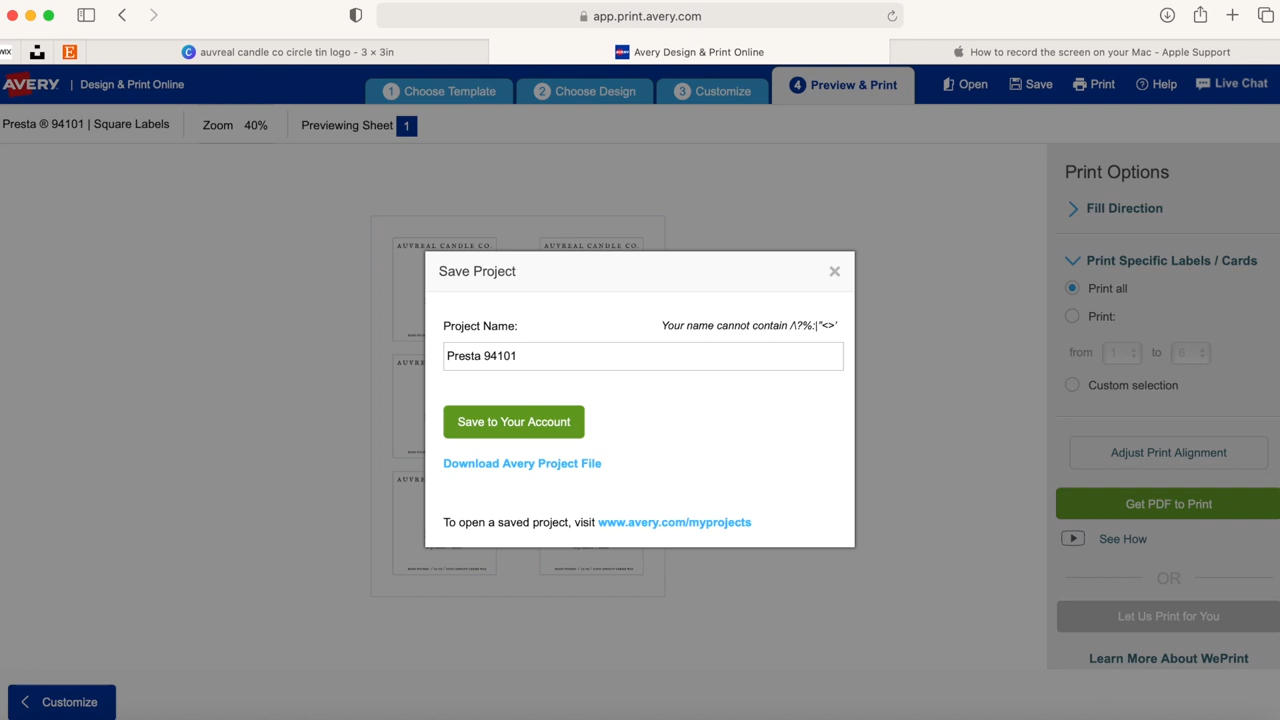 app.print.avery.com
WIX
E
C auvreal candle co circle tin logo - 3 × 3in
Avery Design & Print Online
How to record the screen on your Mac - Apple Support
AVERY | Design & Print Online
1 Choose Template
2 Choose Design
3 Customize
4 Preview & Print
Open
Save
Print
? Help
Live Chat
Presta ® 94101 | Square Labels
Zoom 40%
Previewing Sheet 1
Print Options
Fill Direction
Print Specific Labels / Cards
Print all
Print:
from 1 to 6
Custom selection
Adjust Print Alignment
Get PDF to Print
See How
OR
Let Us Print for You
Learn More About WePrint
AUVREAL CANDLE CO. AUVREAL CANDLE CO.
AUVR
AUVRE
Save Project
Project Name: Your name cannot contain /\?%:|"<>'
Presta 94101
Save to Your Account
Download Avery Project File
To open a saved project, visit www.avery.com/myprojects
Customize